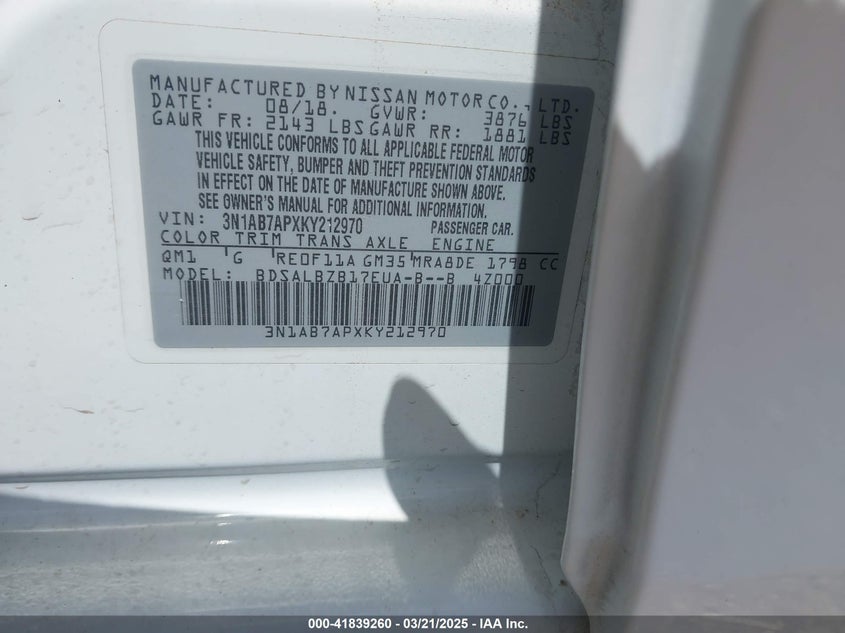 MANUFACTURED BY NISSAN MOTOR CO., LTD.
DATE: 08/18. GVWR: 3876 LBS
GAWR FR: 2143 LBS GAWR RR: 1881 LBS
THIS VEHICLE CONFORMS TO ALL APPLICABLE FEDERAL MOTOR
VEHICLE SAFETY, BUMPER AND THEFT PREVENTION STANDARDS
IN EFFECT ON THE DATE OF MANUFACTURE SHOWN ABOVE.
SEE OWNER'S MANUAL FOR ADDITIONAL INFORMATION.
VIN: 3N1AB7APXKY212970 PASSENGER CAR.
COLOR TRIM TRANS AXLE ENGINE
QM1 G RE0F11A GM35 MRA8DE 1798 CC
MODEL: BDSALBZB17EUA-B--B 4Z000
3N1AB7APXKY212970
000-41839260 - 03/21/2025 - IAA Inc.